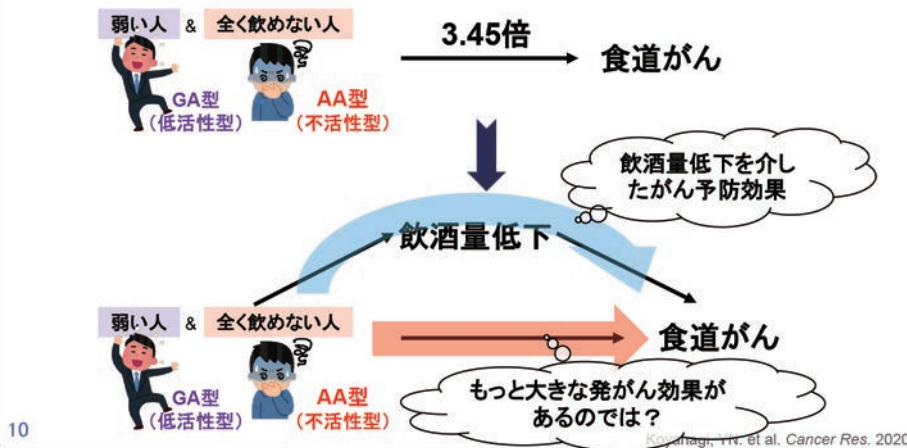 弱い人 & 全く飲めない人
GA型
(低活性型)
AA型
(不活性型)
3.45倍
食道がん
飲酒量低下を介し
たがん予防効果
飲酒量低下
弱い人 & 全く飲めない人
GA型
(低活性型)
AA型
(不活性型)
食道がん
もっと大きな発がん効果が
あるのでは？
10
Koyanagi, YN. et al. Cancer Res. 2020